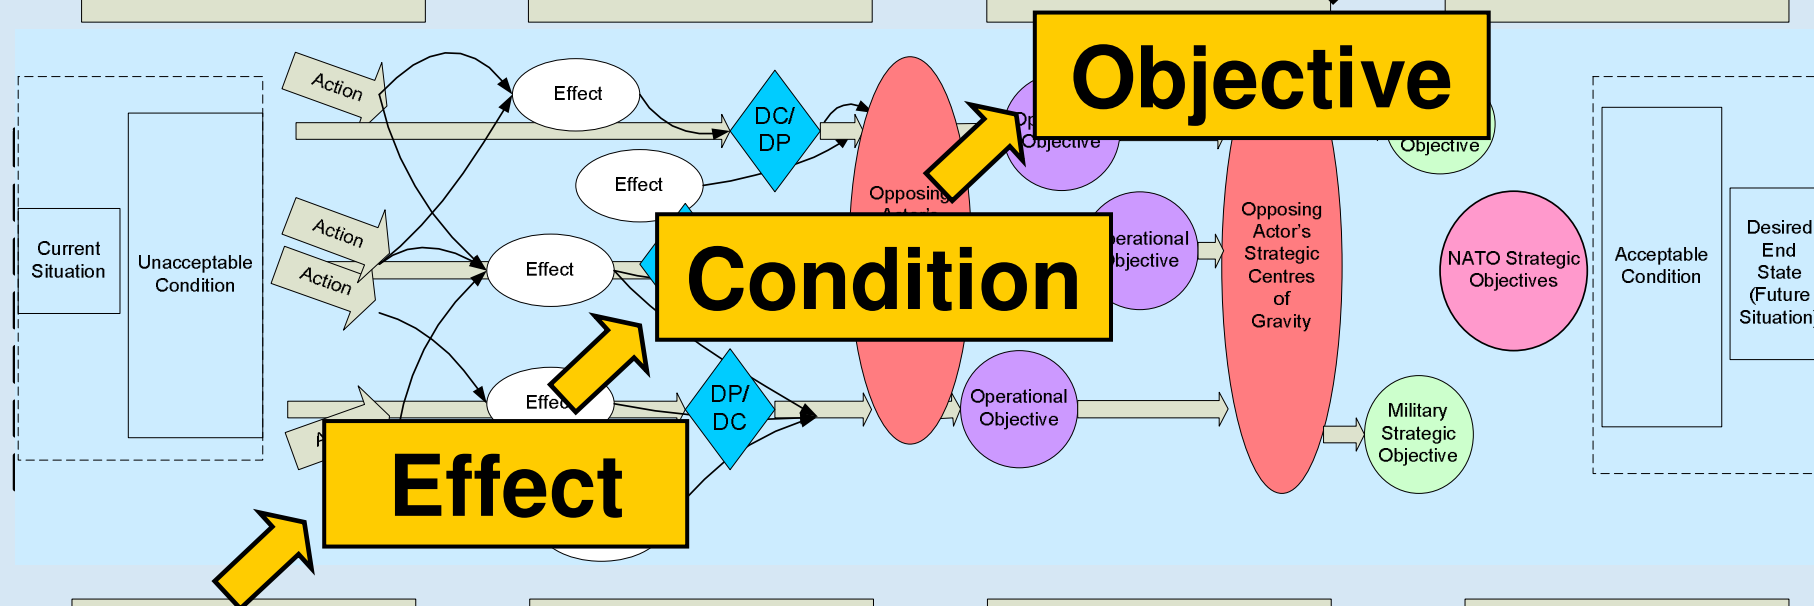 Objective
Condition
Effect
Current
Situation
Unacceptable
Condition
Action
Action
Action
Effect
Effect
Effect
Effect
DC/
DP
DP/
DC
Opposing
Objective
Operational
Objective
Opposing
Actor's
Strategic
Centres
of
Gravity
Objective
NATO Strategic
Objectives
Military
Strategic
Objective
Acceptable
Condition
Desired
End
State
(Future
Situation)